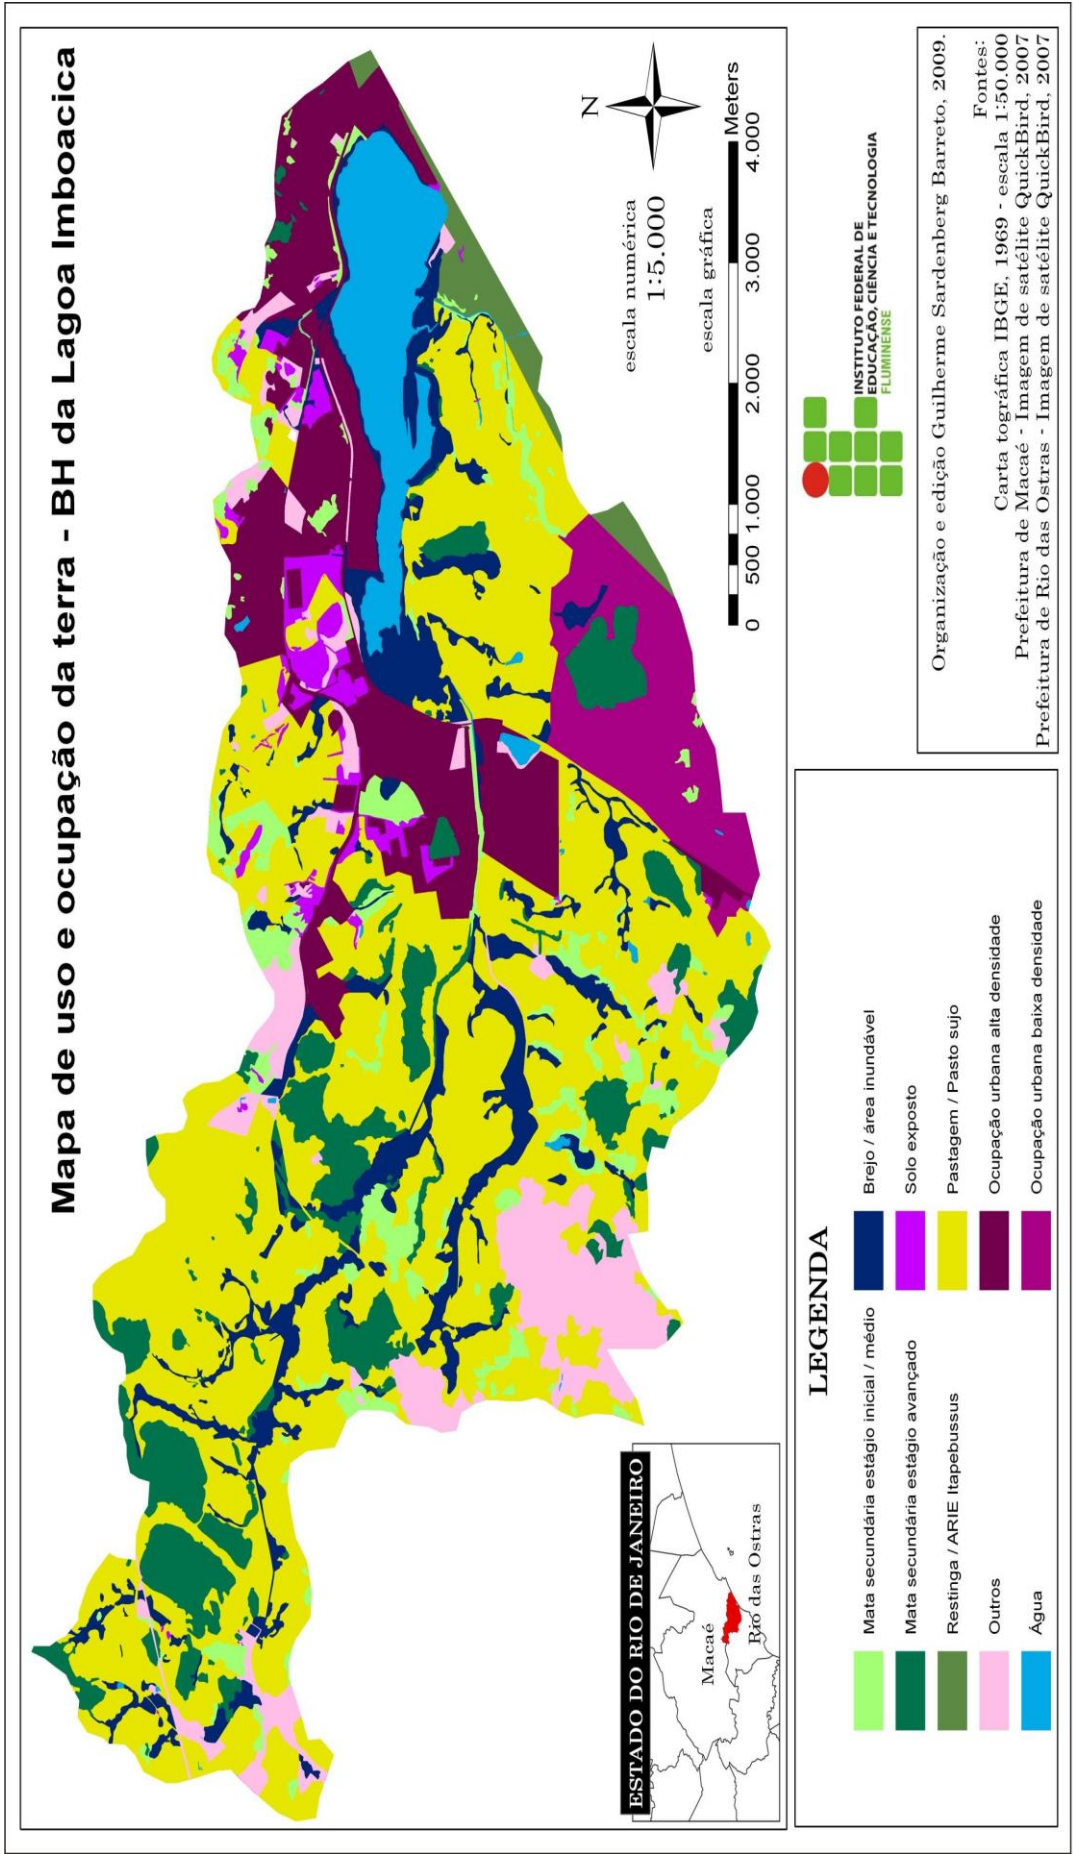 Mapa de uso e ocupação da terra - BH da Lagoa Imboacica
N
escala numérica
1:5.000
escala gráfica
0 500 1.000 2.000 3.000 4.000 Meters
ESTADO DO RIO DE JANEIRO
Macaé
Rio das Ostras
LEGENDA
Mata secundária estágio inicial / médio
Mata secundária estágio avançado
Restinga / ARIE Itapebussus
Outros
Água
Brejo / área inundável
Solo exposto
Pastagem / Pasto sujo
Ocupação urbana alta densidade
Ocupação urbana baixa densidade
INSTITUTO FEDERAL DE
EDUCAÇÃO, CIÊNCIA E TECNOLOGIA
FLUMINENSE
Organização e edição Guilherme Sardenberg Barreto, 2009.
Fontes:
Carta tográfica IBGE, 1969 - escala 1:50.000
Prefeitura de Macaé - Imagem de satélite QuickBird, 2007
Prefeitura de Rio das Ostras - Imagem de satélite QuickBird, 2007